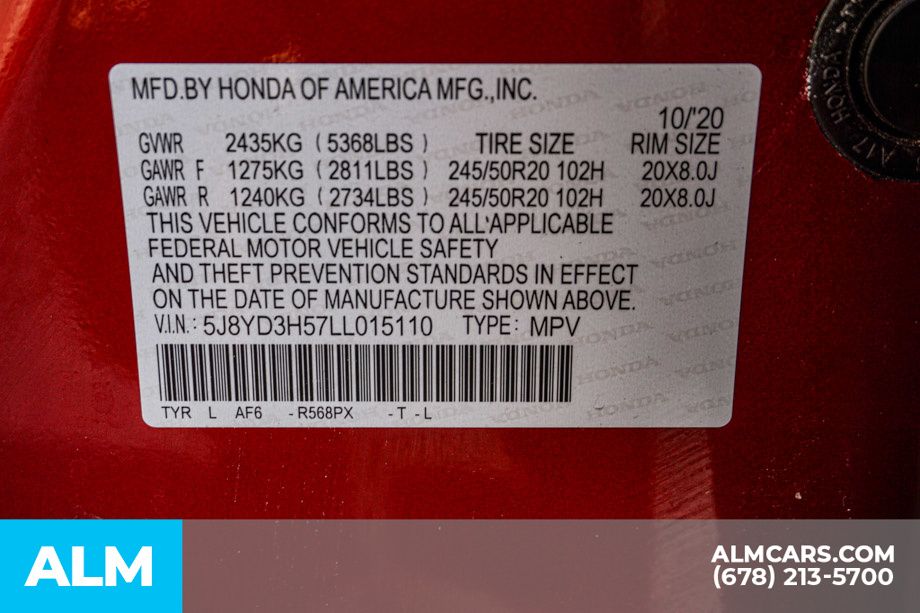 MFD.BY HONDA OF AMERICA MFG.,INC.
10/'20
GVWR 2435KG ( 5368LBS ) TIRE SIZE RIM SIZE
GAWR F 1275KG ( 2811LBS ) 245/50R20 102H 20X8.0J
GAWR R 1240KG ( 2734LBS ) 245/50R20 102H 20X8.0J
THIS VEHICLE CONFORMS TO ALL APPLICABLE
FEDERAL MOTOR VEHICLE SAFETY
AND THEFT PREVENTION STANDARDS IN EFFECT
ON THE DATE OF MANUFACTURE SHOWN ABOVE.
V.I.N.: 5J8YD3H57LL015110 TYPE: MPV
TYR L AF6 -R568PX -T -L
A17 HONDA
ALM
ALMCARS.COM
(678) 213-5700